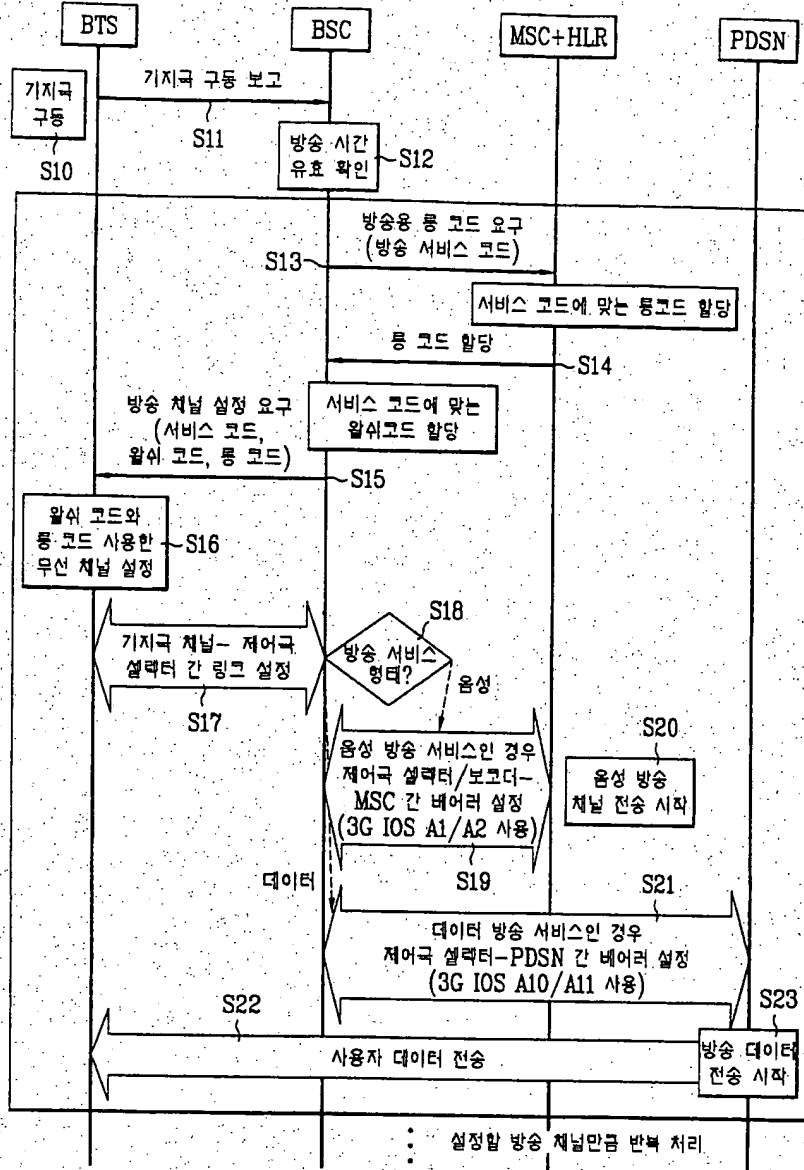 BTS
BSC
MSC+HLR
PDSN
기지국
구동
S10
기지국 구동 보고
S11
방송 시간
유효 확인
S12
방송용 롱 코드 요구
(방송 서비스 코드)
S13
서비스 코드에 맞는 롱코드 할당
롱 코드 할당
S14
서비스 코드에 맞는
왈쉬코드 할당
방송 채널 설정 요구
(서비스 코드,
왈쉬 코드, 롱 코드)
S15
왈쉬 코드와
롱 코드 사용한
무선 채널 설정
S16
기지국 채널- 제어국
셀렉터 간 링크 설정
S17
S18
방송 서비스
형태?
음성
음성 방송 서비스인 경우
제어국 셀렉터/보코더-
MSC 간 베어러 설정
(3G IOS A1/A2 사용)
S19
S20
음성 방송
채널 전송 시작
데이터
S21
데이터 방송 서비스인 경우
제어국 셀렉터-PDSN 간 베어러 설정
(3G IOS A10/A11 사용)
S22
사용자 데이터 전송
S23
방송 데이터
전송 시작
설정할 방송 채널만큼 반복 처리